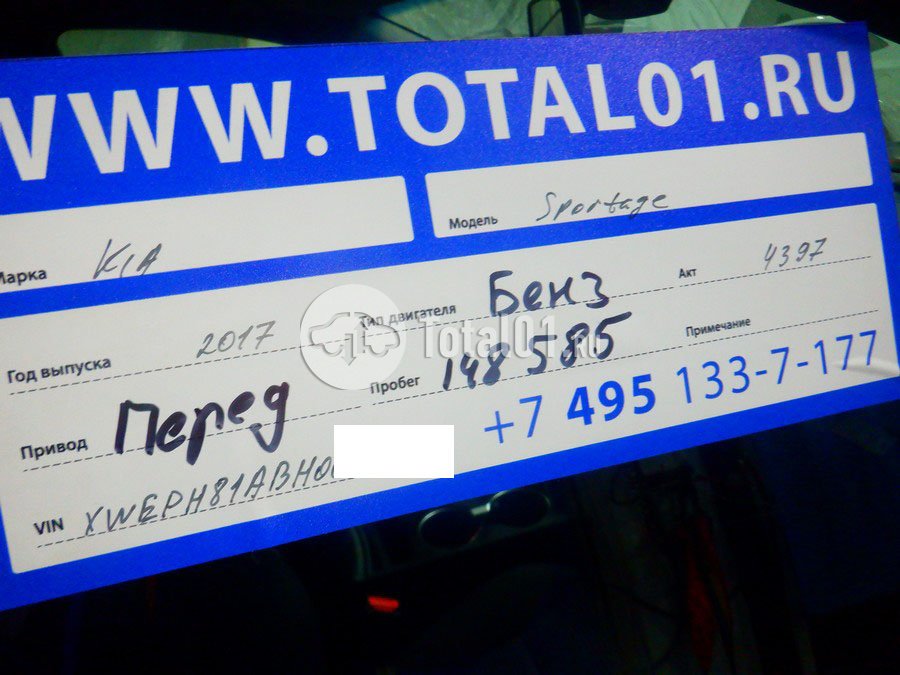 WWW.TOTAL01.RU
Марка KIA
Модель Sportage
Год выпуска 2017
Тип двигателя Бенз
Акт 4397
Привод Перед
Пробег 148 585
Примечание
+7 495 133-7-177
VIN XWEPH81ABH0
Total01.ru